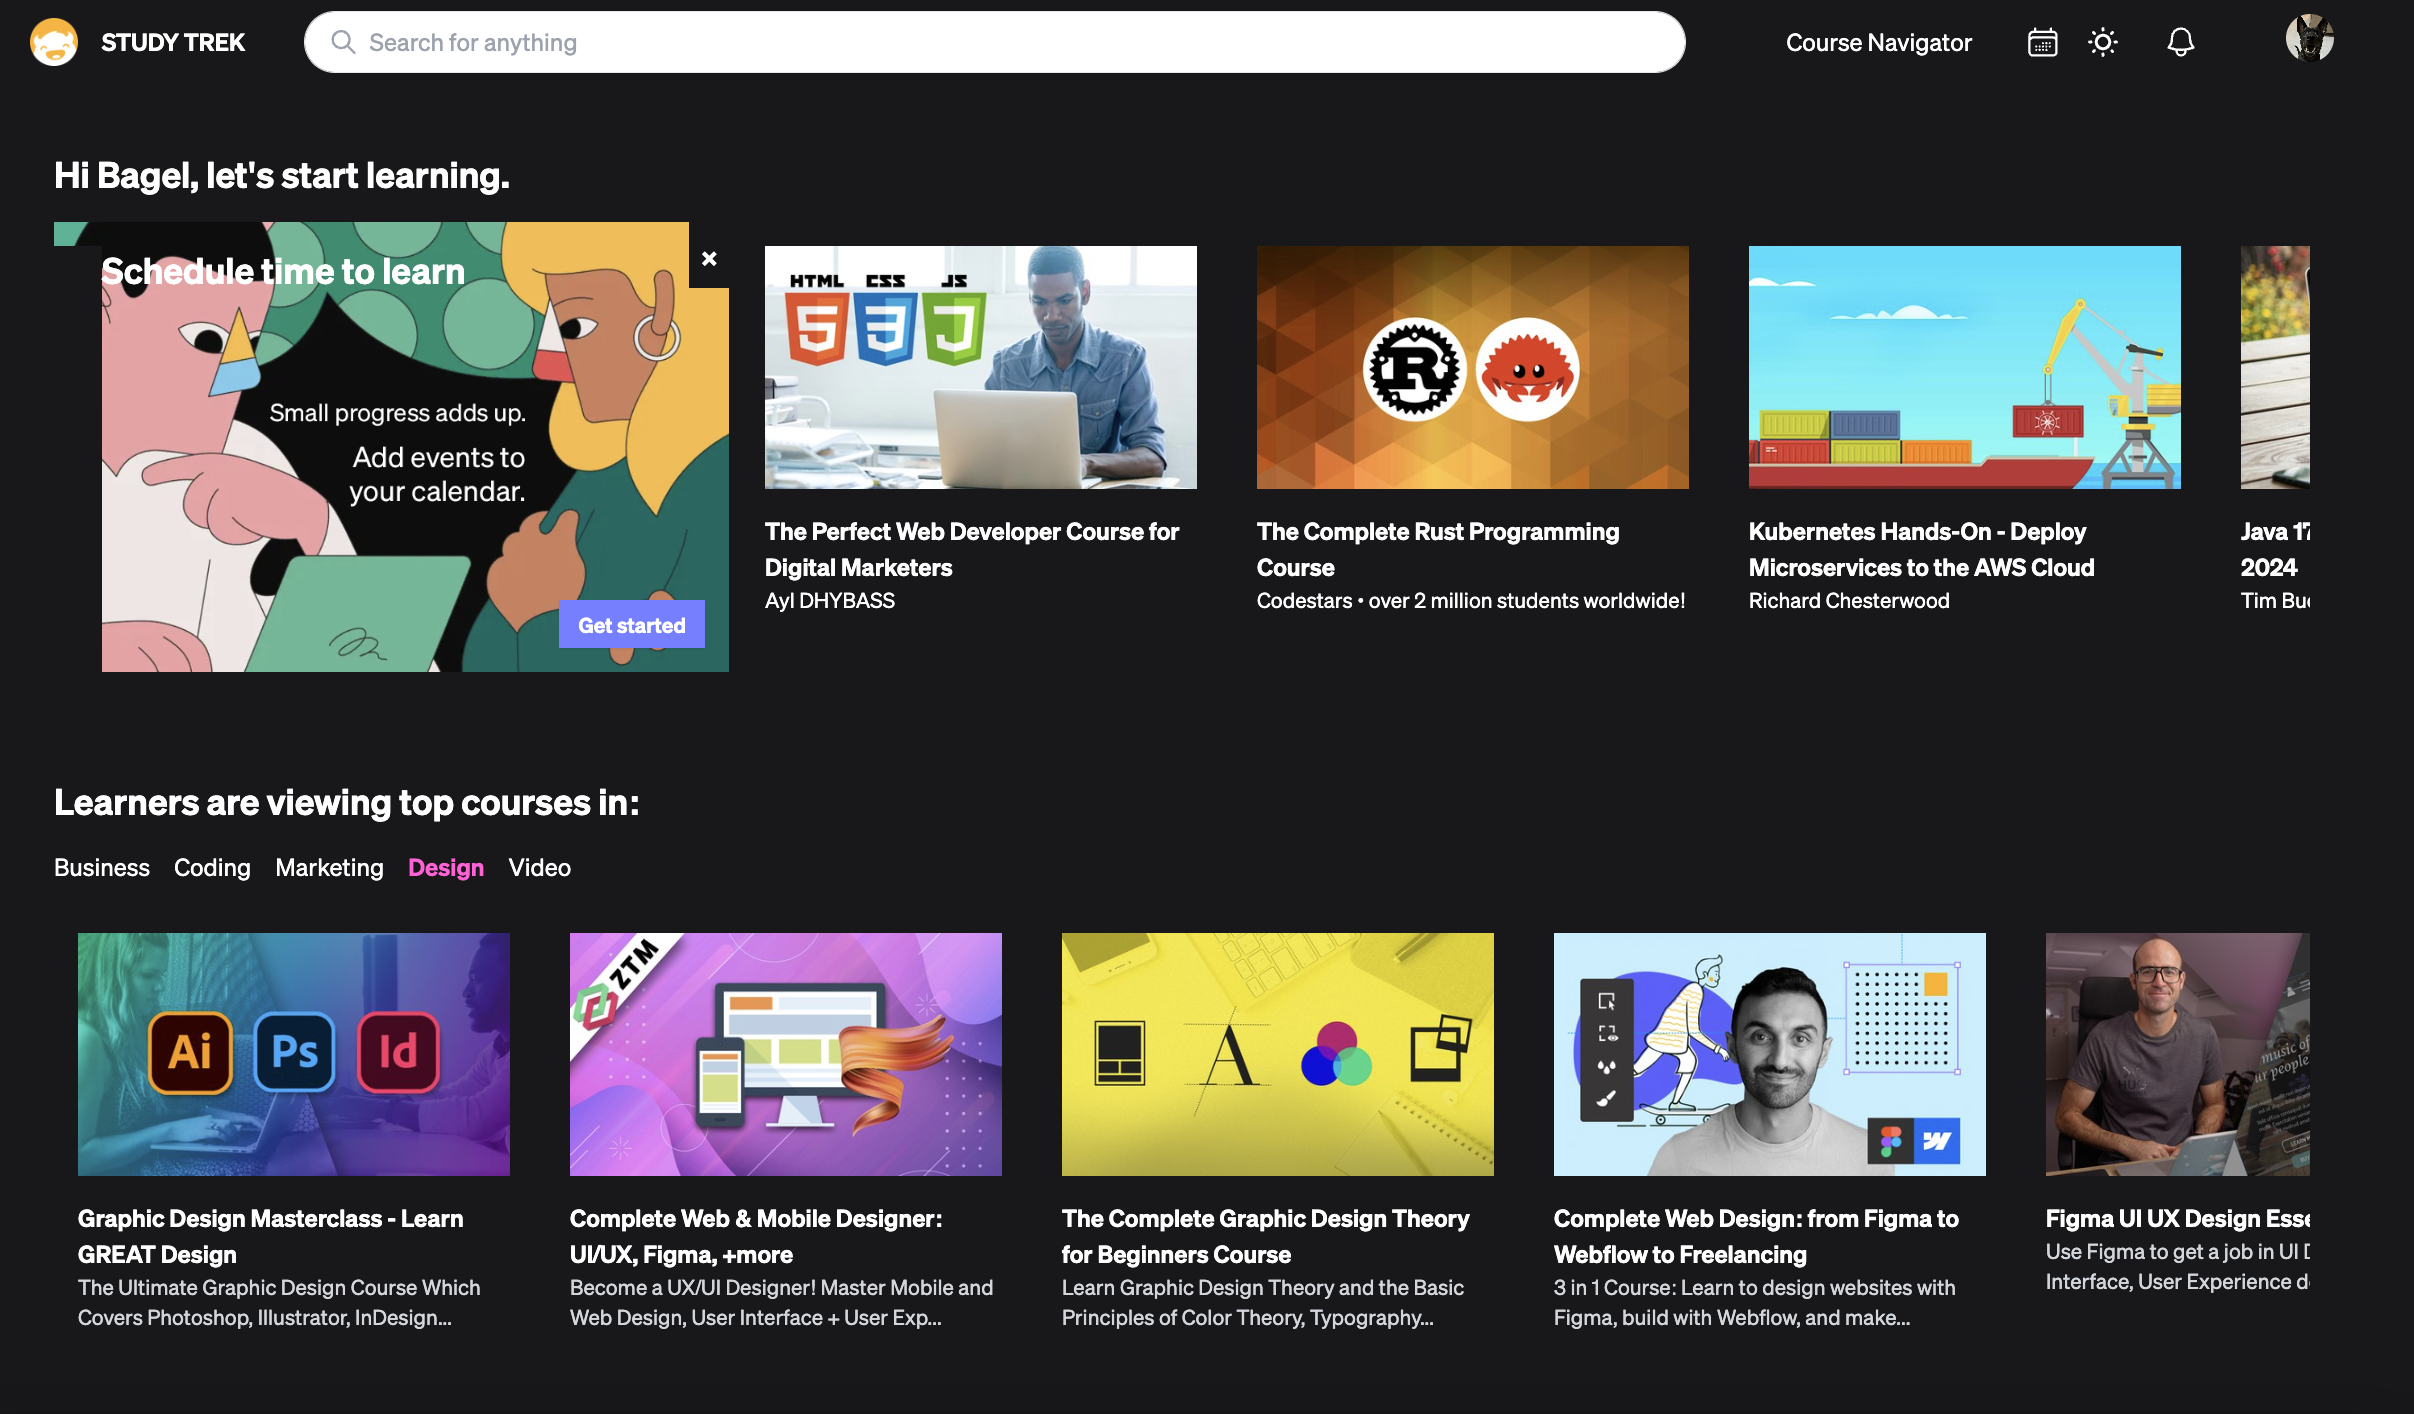 STUDY TREK
Search for anything
Course Navigator
Hi Bagel, let's start learning.
Schedule time to learn
Small progress adds up.
Add events to
your calendar.
Get started
HTML CSS JS
5 3 J
The Perfect Web Developer Course for
Digital Marketers
Ayl DHYBASS
R
The Complete Rust Programming
Course
Codestars • over 2 million students worldwide!
Kubernetes Hands-On - Deploy
Microservices to the AWS Cloud
Richard Chesterwood
Java 17
2024
Tim Buc
Learners are viewing top courses in:
Business Coding Marketing Design Video
Ai Ps Id
Graphic Design Masterclass - Learn
GREAT Design
The Ultimate Graphic Design Course Which
Covers Photoshop, Illustrator, InDesign...
ZTM
Complete Web & Mobile Designer:
UI/UX, Figma, +more
Become a UX/UI Designer! Master Mobile and
Web Design, User Interface + User Exp...
A
The Complete Graphic Design Theory
for Beginners Course
Learn Graphic Design Theory and the Basic
Principles of Color Theory, Typography...
Complete Web Design: from Figma to
Webflow to Freelancing
3 in 1 Course: Learn to design websites with
Figma, build with Webflow, and make...
music of
ur people
Figma UI UX Design Esse
Use Figma to get a job in UI D
Interface, User Experience d